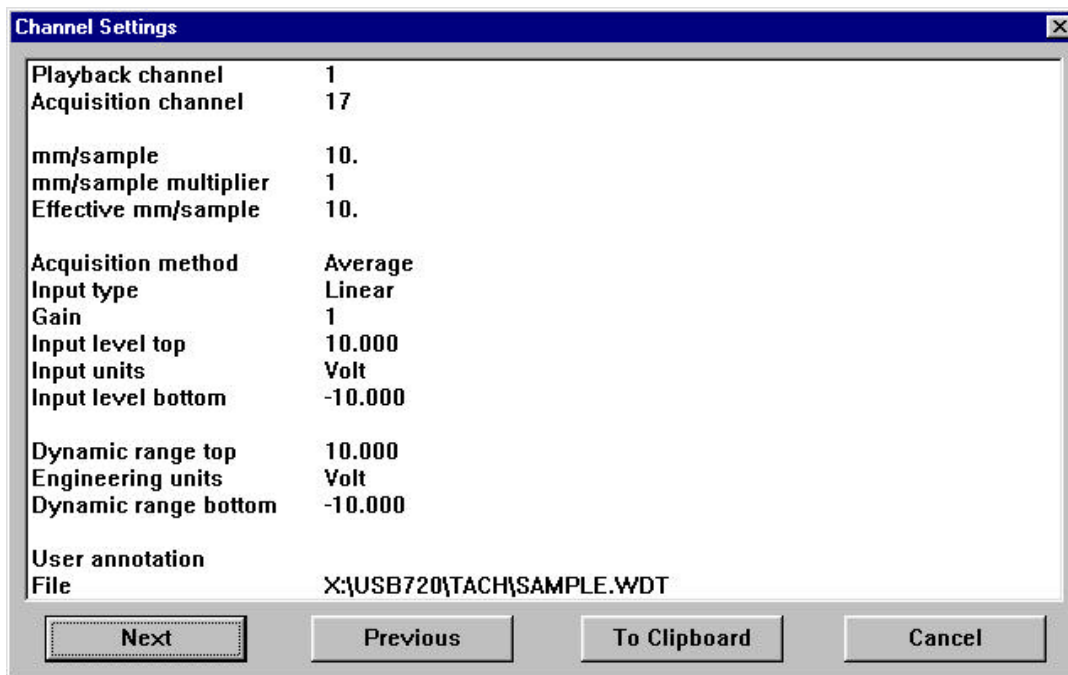 Channel Settings
Playback channel 1
Acquisition channel 17
mm/sample 10.
mm/sample multiplier 1
Effective mm/sample 10.
Acquisition method Average
Input type Linear
Gain 1
Input level top 10.000
Input units Volt
Input level bottom -10.000
Dynamic range top 10.000
Engineering units Volt
Dynamic range bottom -10.000
User annotation
File X:\USB720\TACH\SAMPLE.WDT
Next Previous To Clipboard Cancel